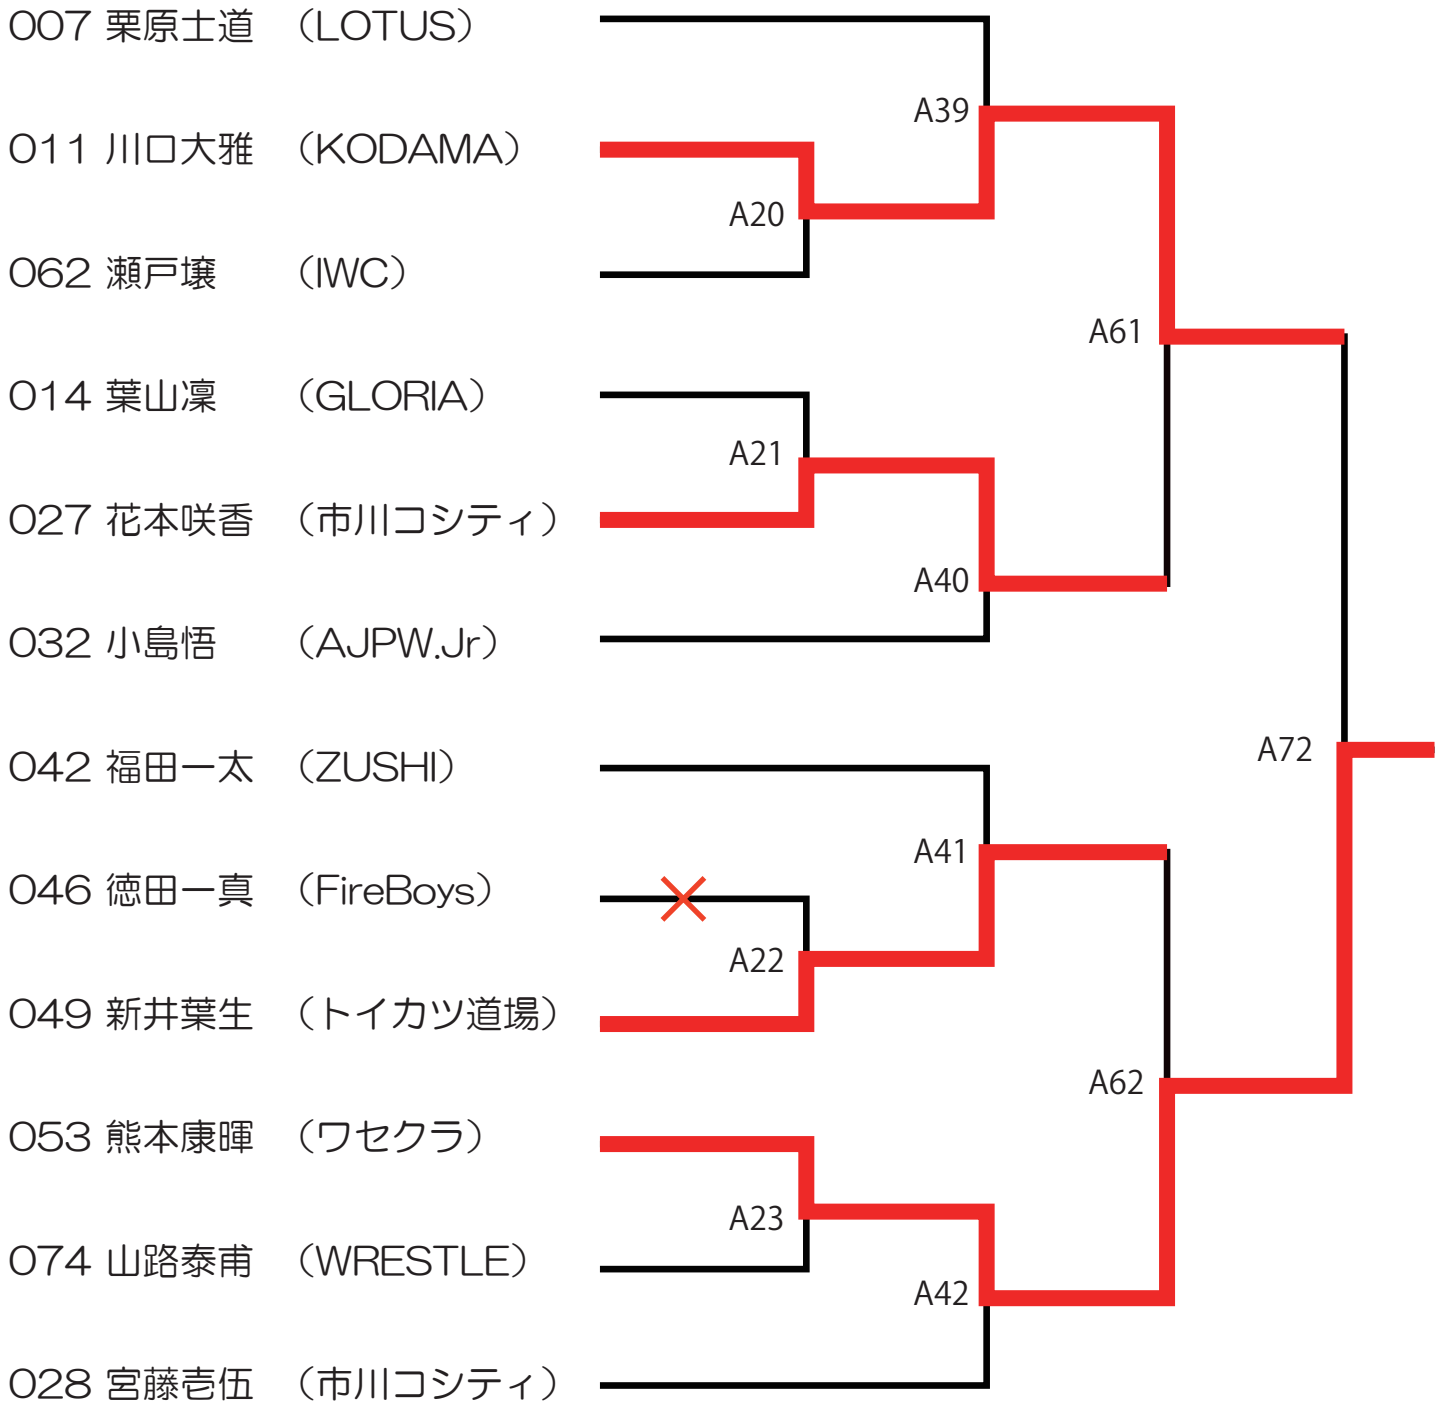 007 栗原士道 （LOTUS）
A39
011 川口大雅 （KODAMA）
A20
062 瀬戸壌 （IWC）
A61
014 葉山凜 （GLORIA）
A21
027 花本咲香 （市川コシティ）
A40
032 小島悟 （AJPW.Jr）
A72
042 福田一太 （ZUSHI）
A41
046 徳田一真 （FireBoys）
A22
049 新井葉生 （トイカツ道場）
A62
053 熊本康暉 （ワセクラ）
A23
074 山路泰甫 （WRESTLE）
A42
028 宮藤壱伍 （市川コシティ）